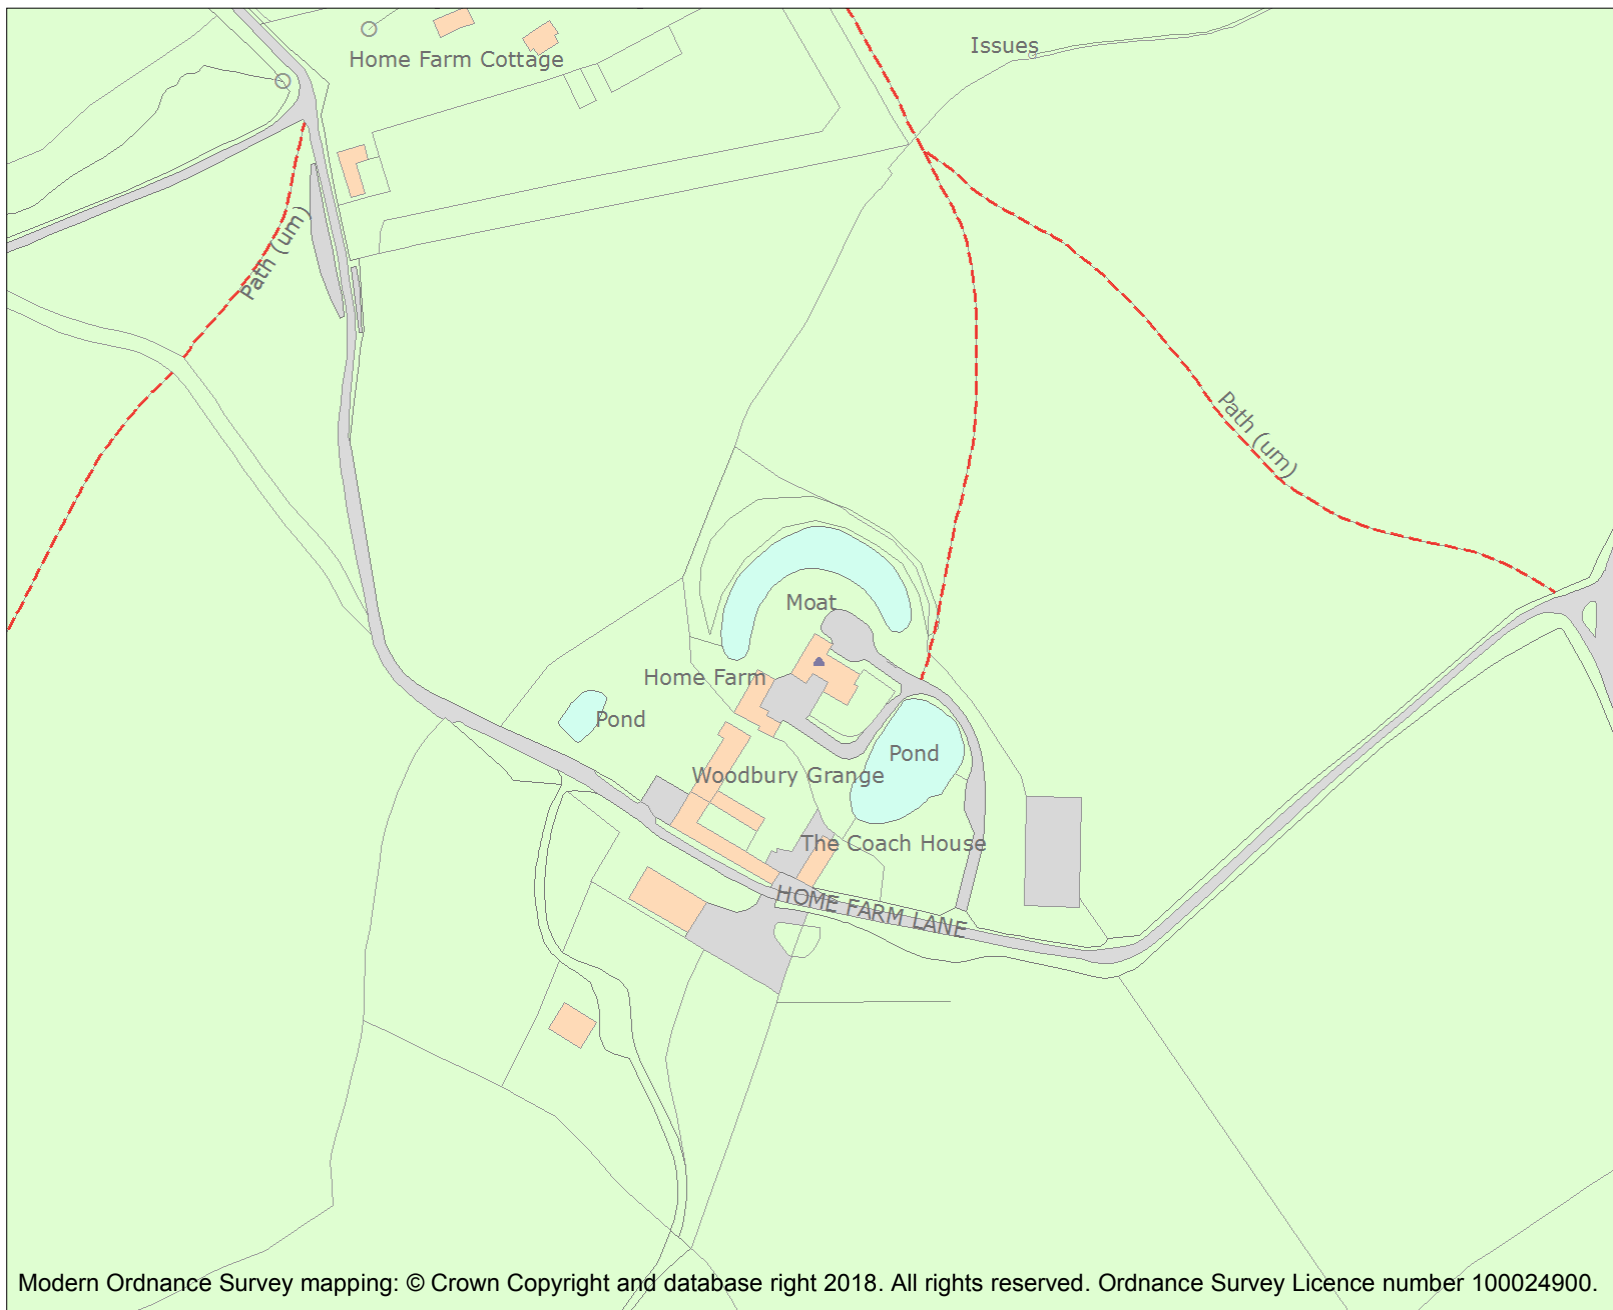 Issues
Home Farm Cottage
Path (um)
Path (um)
Moat
Home Farm
Pond
Pond
Woodbury Grange
The Coach House
HOME FARM LANE
Modern Ordnance Survey mapping: © Crown Copyright and database right 2018. All rights reserved. Ordnance Survey Licence number 100024900.